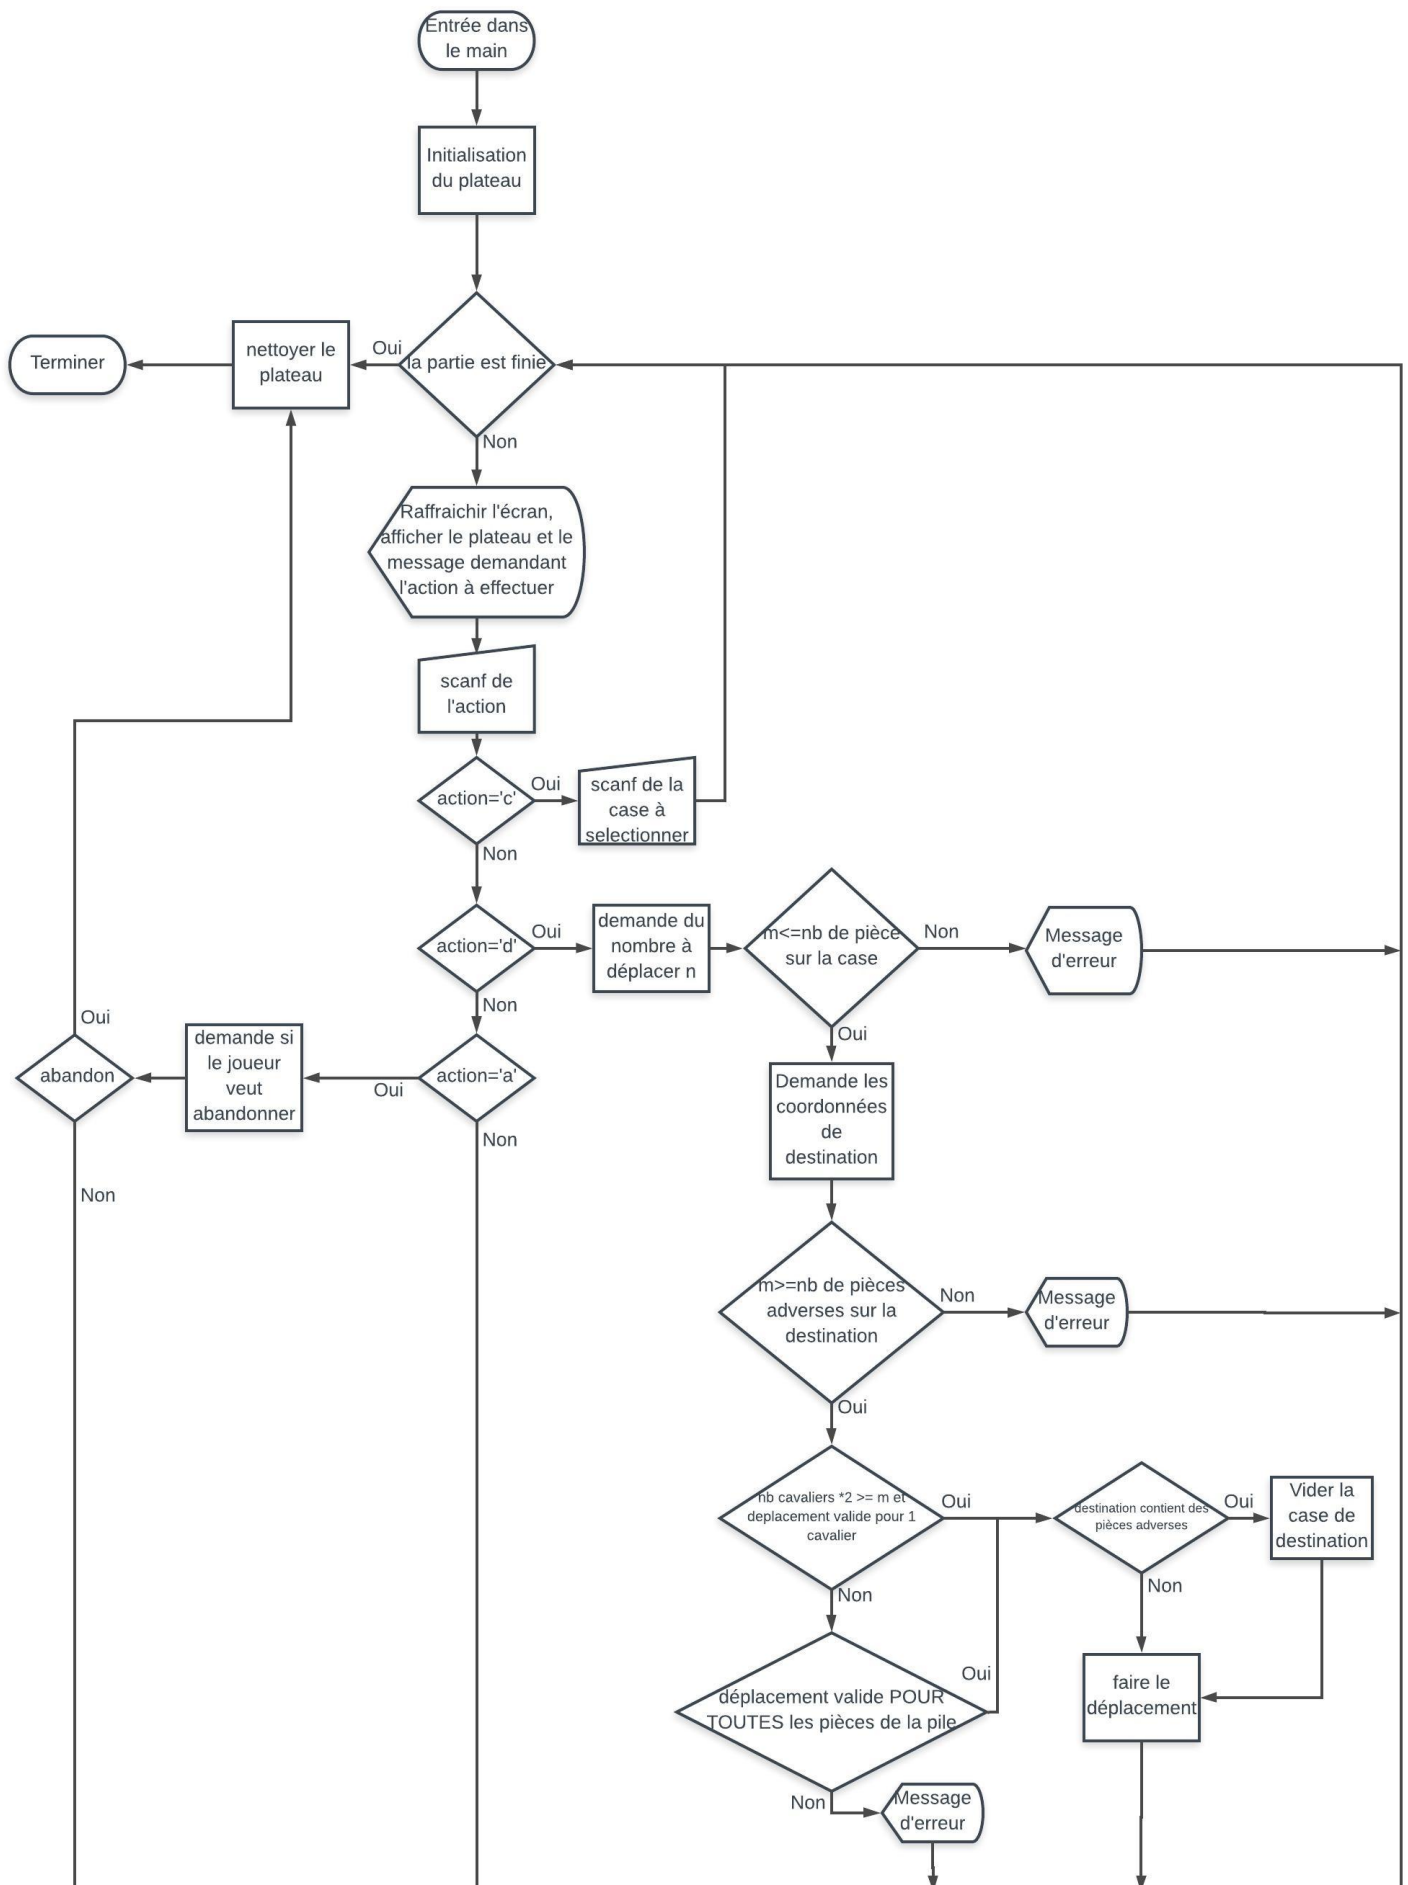 Entrée dans
le main
Initialisation
du plateau
Terminer
nettoyer le
plateau
Oui
la partie est finie
Non
Raffraichir l'écran,
afficher le plateau et le
message demandant
l'action à effectuer
scanf de
l'action
action='c'
Oui
scanf de la
case à
selectionner
Non
action='d'
Oui
demande du
nombre à
déplacer n
m<=nb de pièce
sur la case
Non
Message
d'erreur
Non
Oui
Oui
abandon
demande si
le joueur
veut
abandonner
Oui
action='a'
Non
Non
Demande les
coordonnées
de
destination
m>=nb de pièces
adverses sur la
destination
Non
Message
d'erreur
Oui
nb cavaliers *2 >= m et
deplacement valide pour 1
cavalier
Oui
destination contient des
pièces adverses
Oui
Vider la
case de
destination
Non
Non
déplacement valide POUR
TOUTES les pièces de la pile
Oui
faire le
déplacement
Non
Message
d'erreur